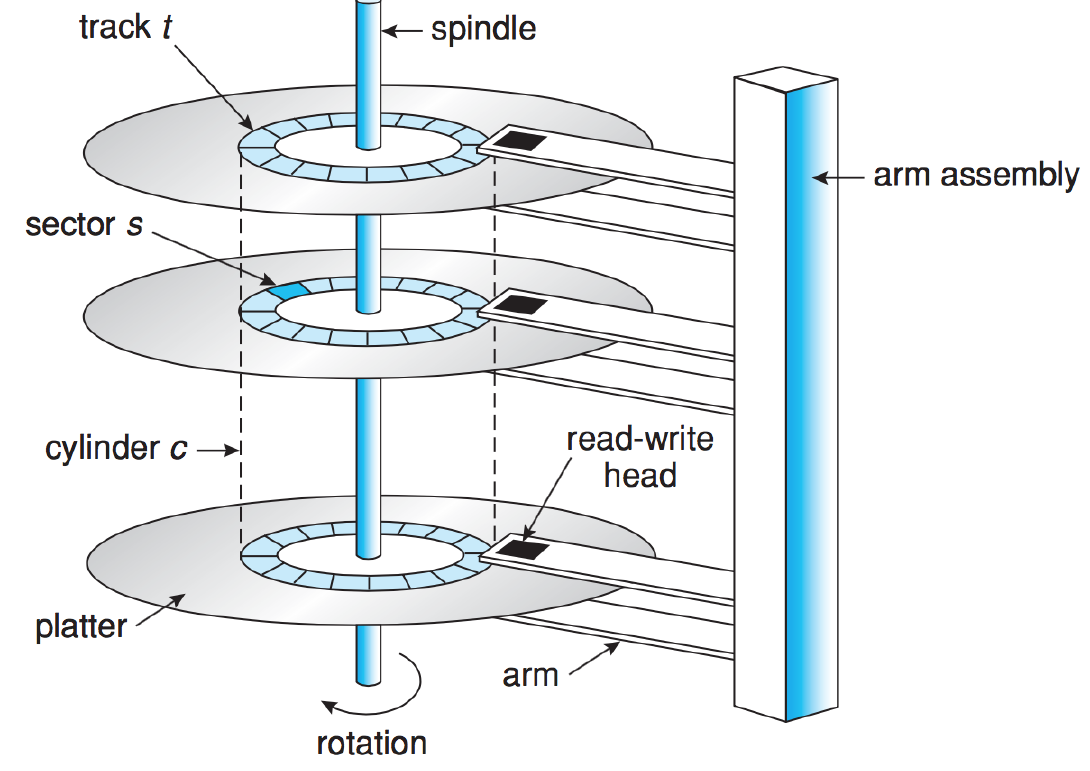 track t
spindle
arm assembly
sector s
cylinder c
read-write
head
platter
arm
rotation